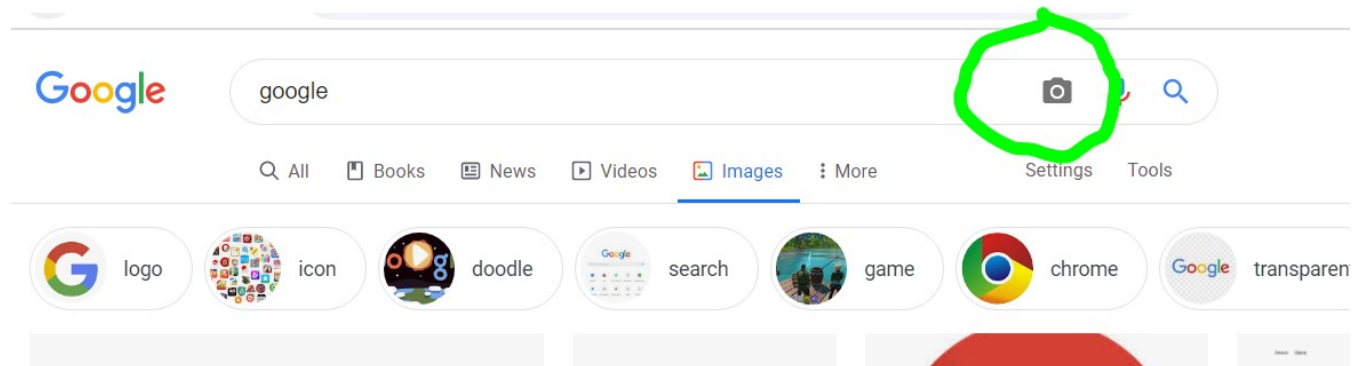 Google google
All Books News Videos Images More Settings Tools
logo icon doodle search game chrome transparent